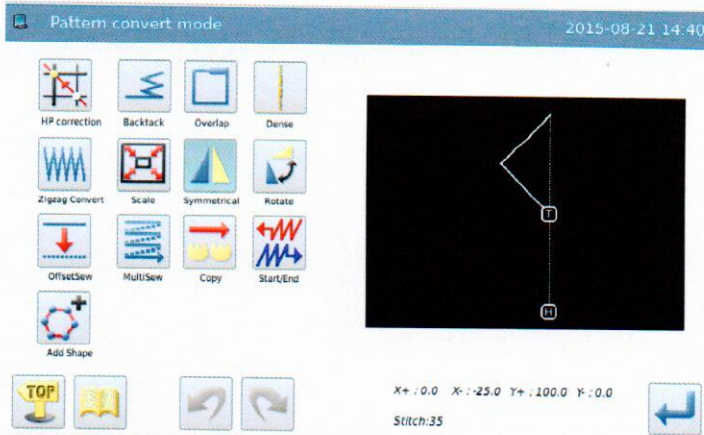 Pattern convert mode 2015-08-21 14:40
HP correction Backtack Overlap Dense
Zigzag Convert Scale Symmetrical Rotate
OffsetSew MultiSew Copy Start/End
Add Shape
T
H
TOP
X+ : 0.0 X- : -25.0 Y+ : 100.0 Y- : 0.0
Stitch:35